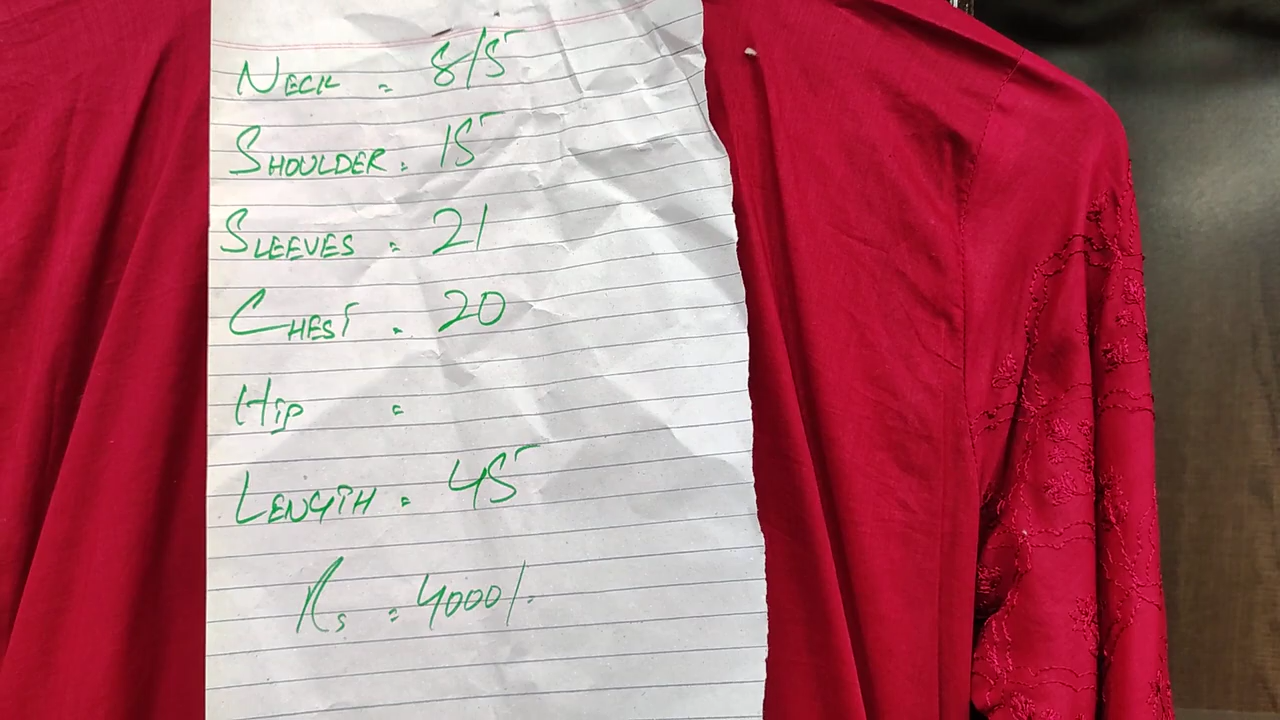 NECK = 8/5
SHOULDER = 15
SLEEVES = 21
CHEST = 20
Hip =
LENGTH = 45
Rs = 4000/-